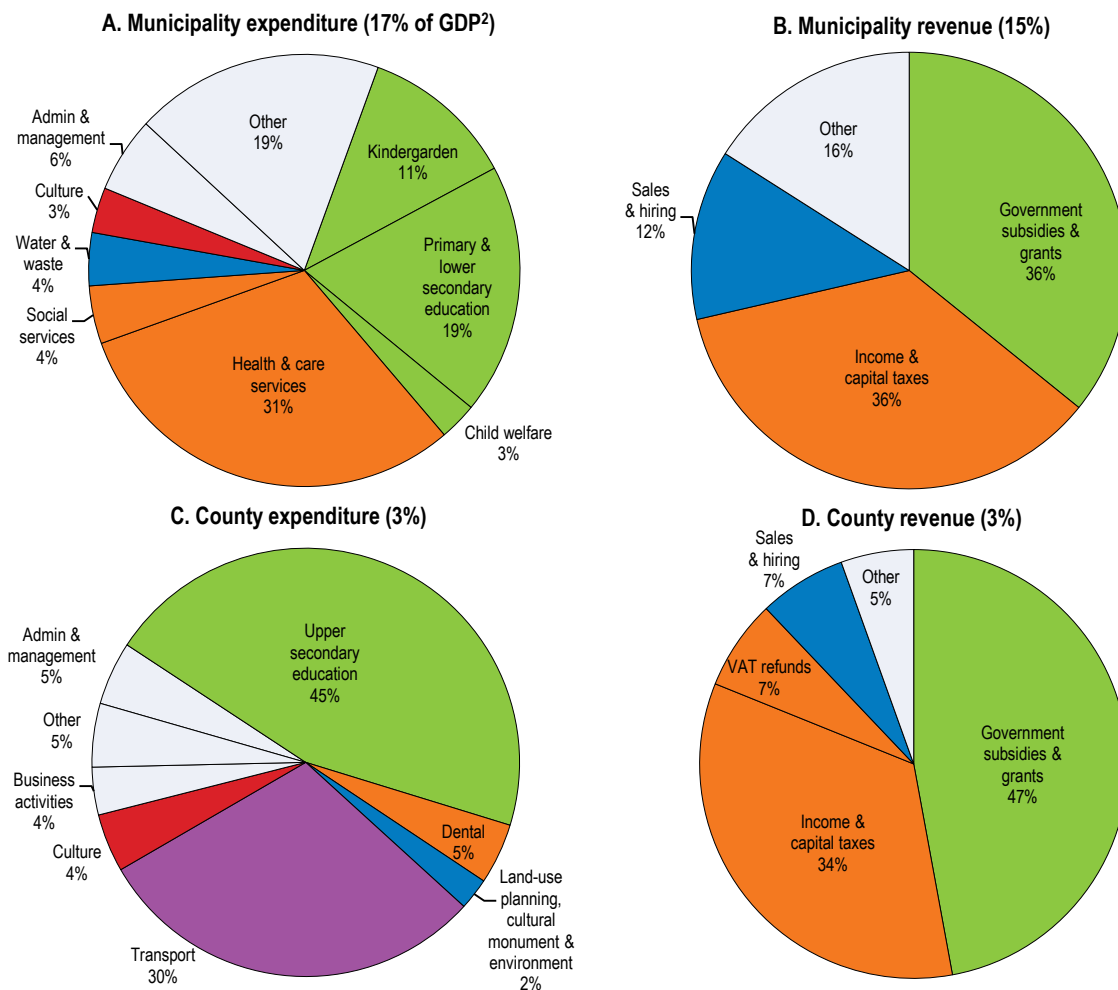 A. Municipality expenditure (17% of GDP²)
Other
19%
Kindergarden
11%
Primary &
lower
secondary
education
19%
Child welfare
3%
Health & care
services
31%
Social
services
4%
Water &
waste
4%
Culture
3%
Admin &
management
6%
B. Municipality revenue (15%)
Other
16%
Government
subsidies &
grants
36%
Income &
capital taxes
36%
Sales
& hiring
12%
C. County expenditure (3%)
Upper
secondary
education
45%
Dental
5%
Land-use
planning,
cultural
monument &
environment
2%
Transport
30%
Culture
4%
Business
activities
4%
Other
5%
Admin &
management
5%
D. County revenue (3%)
Sales
& hiring
7%
Other
5%
Government
subsidies &
grants
47%
Income &
capital taxes
34%
VAT refunds
7%